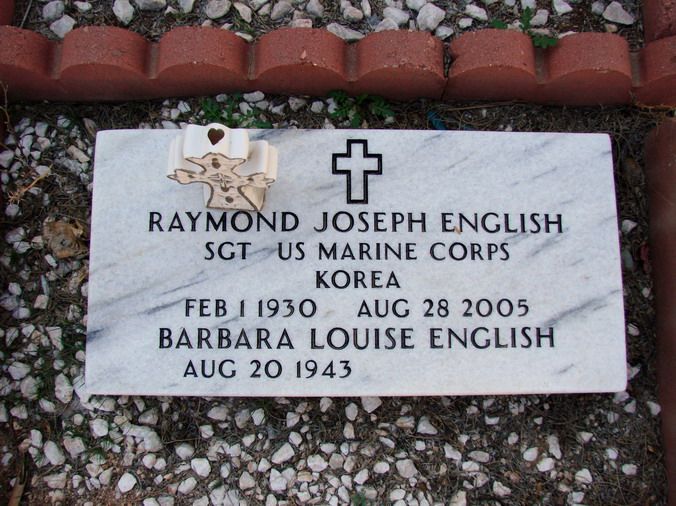 RAYMOND JOSEPH ENGLISH
SGT US MARINE CORPS
KOREA
FEB 1 1930 AUG 28 2005
BARBARA LOUISE ENGLISH
AUG 20 1943